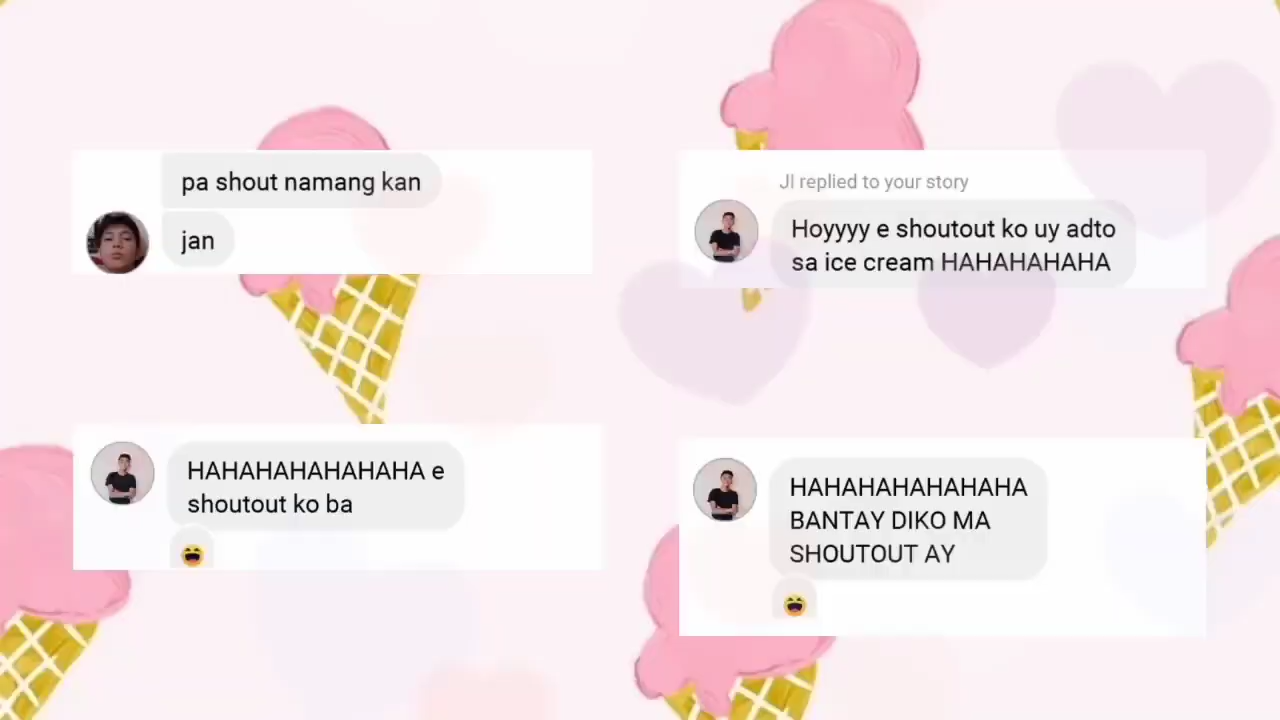 pa shout namang kan
jan
JI replied to your story
Hoyyyy e shoutout ko uy adto
sa ice cream HAHAHAHAHA
HAHAHAHAHAHAHA e
shoutout ko ba
HAHAHAHAHAHAHA
BANTAY DIKO MA
SHOUTOUT AY